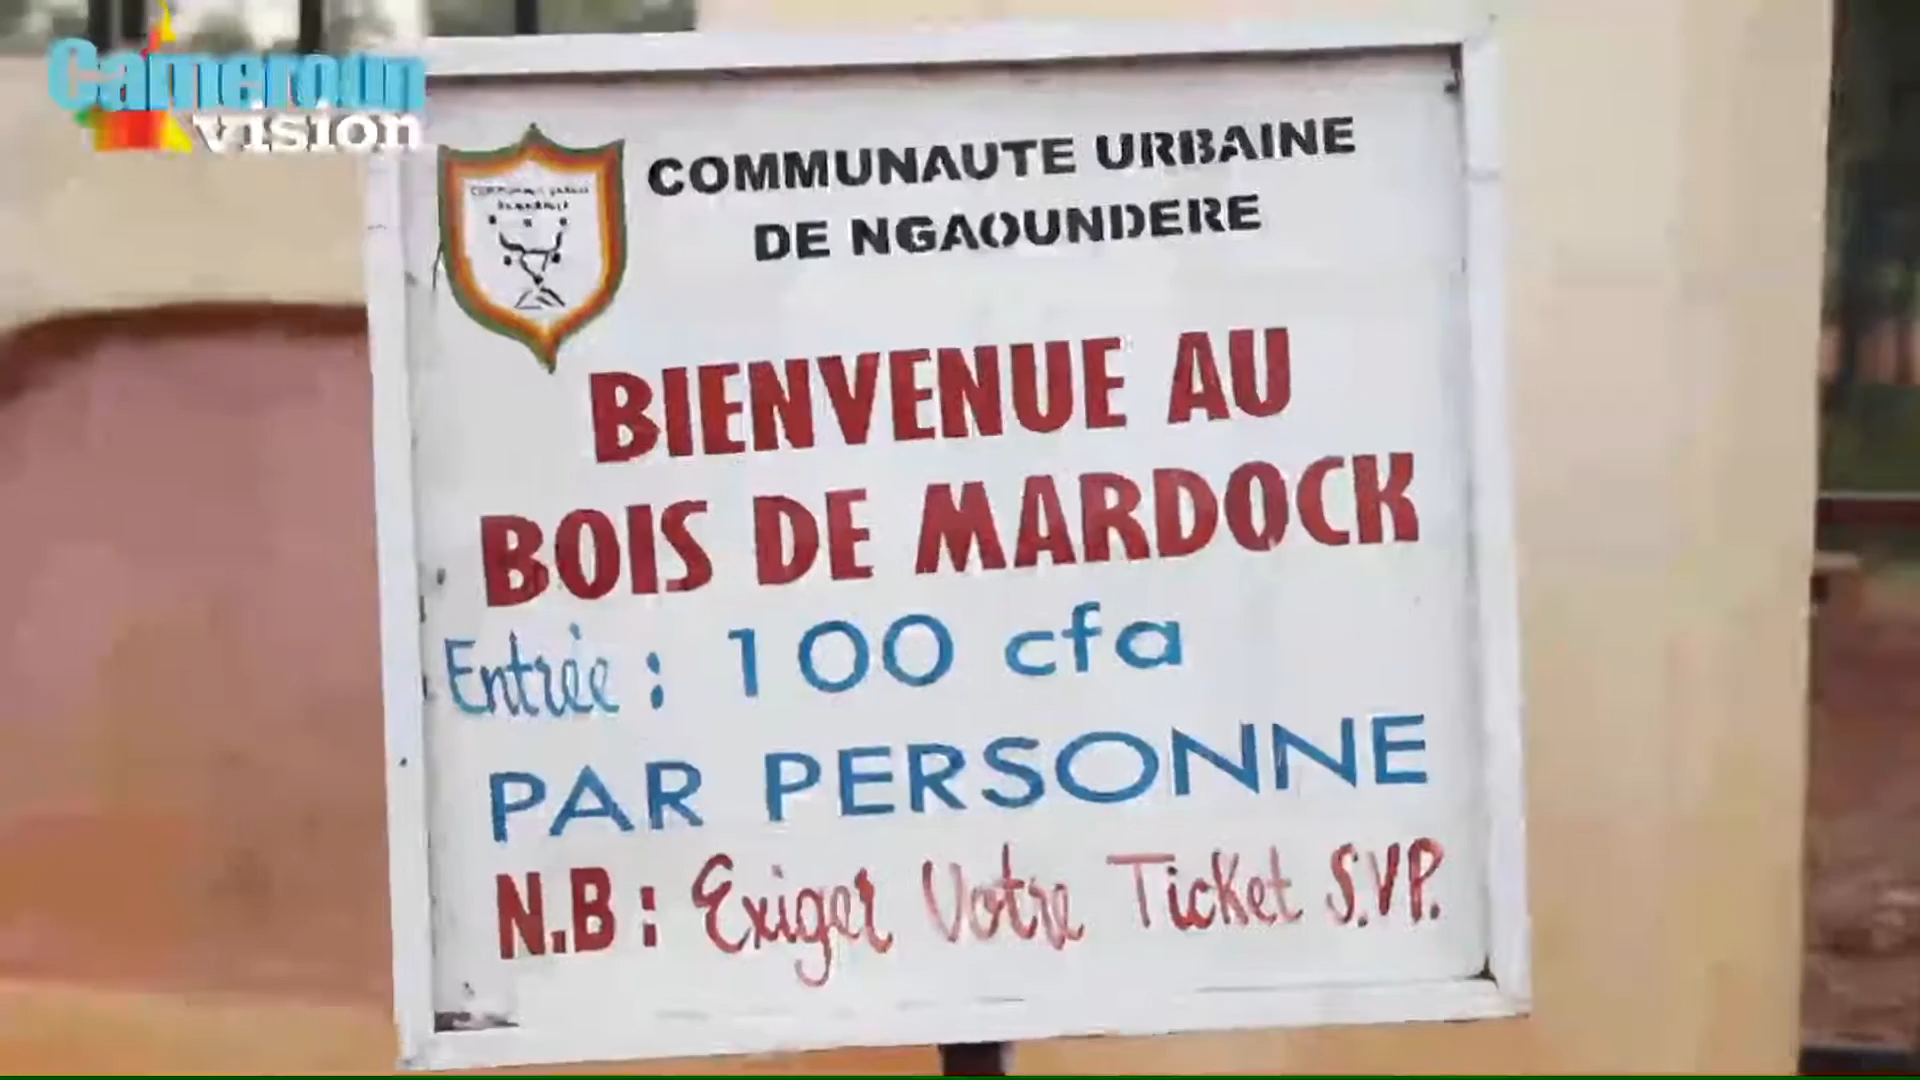 Cameroun
vision
COMMUNAUTE URBAINE
DE NGAOUNDERE
BIENVENUE AU
BOIS DE MARDOCK
Entrée : 100 cfa
PAR PERSONNE
N.B : Exiger Votre Ticket S.V.P.